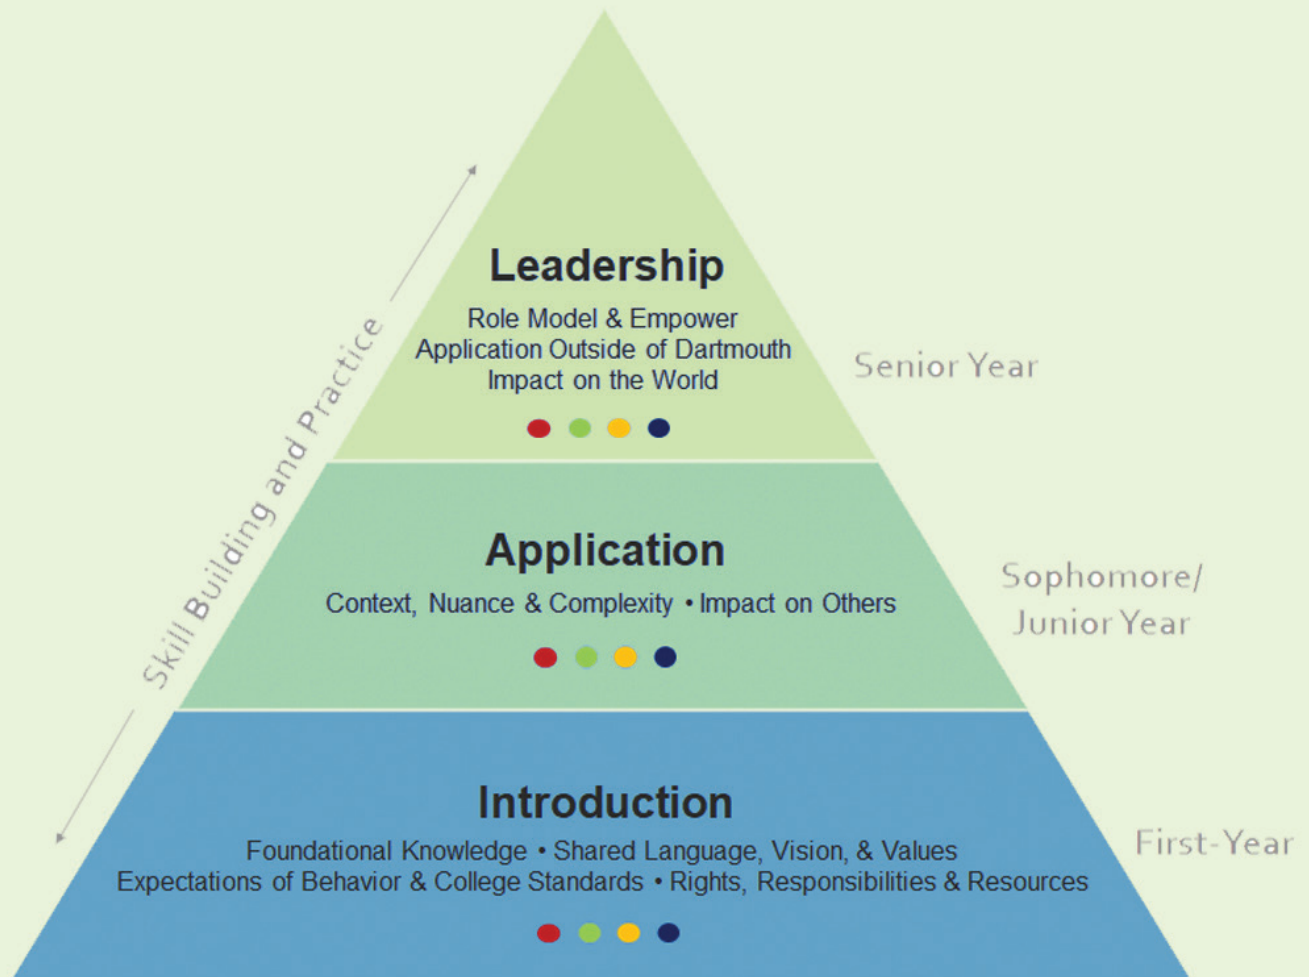 Leadership
Role Model & Empower
Application Outside of Dartmouth
Impact on the World
Senior Year
Skill Building and Practice
Application
Context, Nuance & Complexity • Impact on Others
Sophomore/
Junior Year
Introduction
Foundational Knowledge • Shared Language, Vision, & Values
Expectations of Behavior & College Standards • Rights, Responsibilities & Resources
First-Year